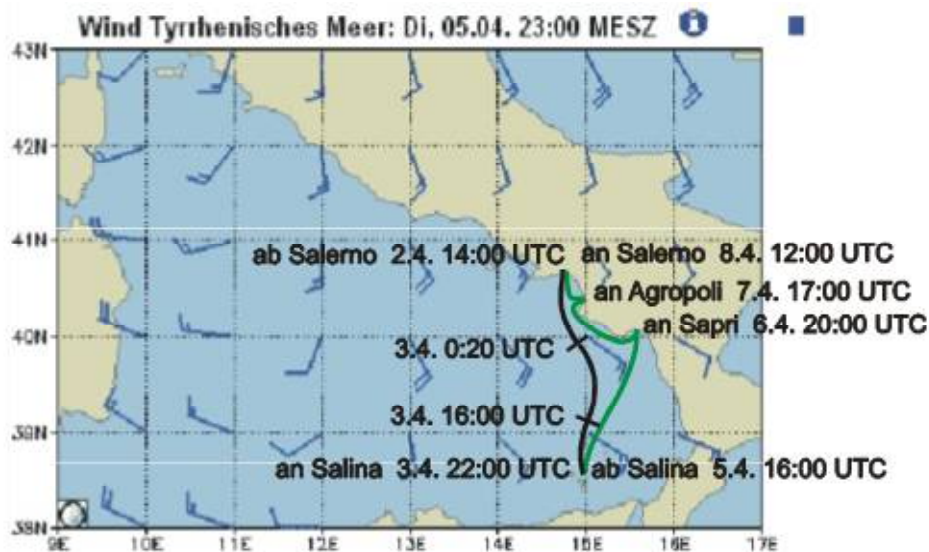 Wind Tyrrhenisches Meer: Di, 05.04. 23:00 MESZ
43N
42N
41N
ab Salerno 2.4. 14:00 UTC an Salerno 8.4. 12:00 UTC
an Agropoli 7.4. 17:00 UTC
an Sapri 6.4. 20:00 UTC
40N
3.4. 0:20 UTC
3.4. 16:00 UTC
39N
an Salina 3.4. 22:00 UTC ab Salina 5.4. 16:00 UTC
38N
9E 10E 11E 12E 13E 14E 15E 16E 17E